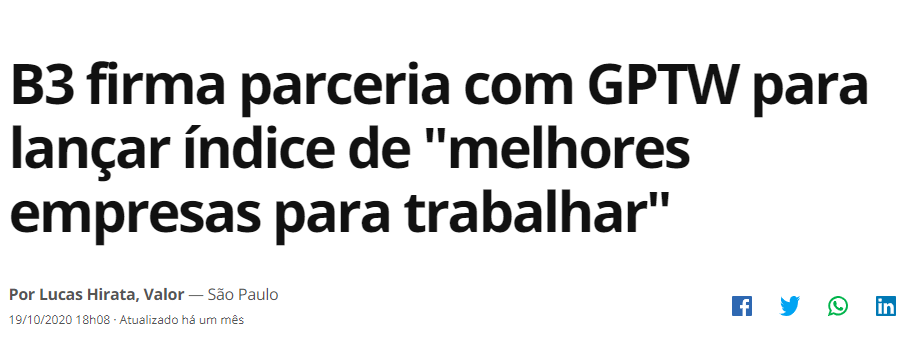 B3 firma parceria com GPTW para
lançar índice de "melhores
empresas para trabalhar"
Por Lucas Hirata, Valor — São Paulo
19/10/2020 18h08 · Atualizado há um mês